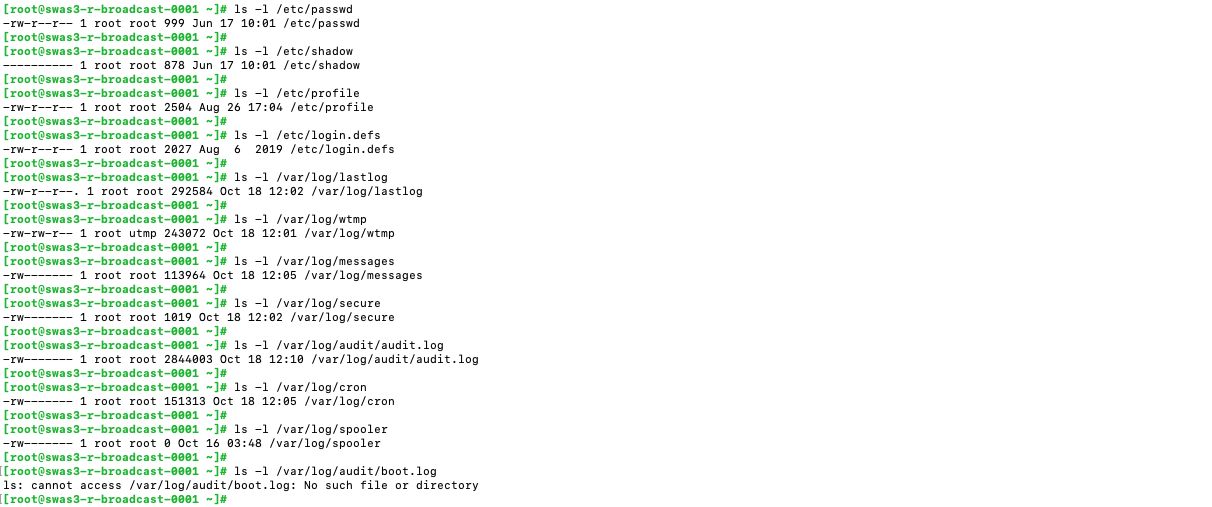 [root@swas3-r-broadcast-0001 ~]# ls -l /etc/passwd
-rw-r--r-- 1 root root 999 Jun 17 10:01 /etc/passwd
[root@swas3-r-broadcast-0001 ~]#
[root@swas3-r-broadcast-0001 ~]# ls -l /etc/shadow
---------- 1 root root 878 Jun 17 10:01 /etc/shadow
[root@swas3-r-broadcast-0001 ~]#
[root@swas3-r-broadcast-0001 ~]# ls -l /etc/profile
-rw-r--r-- 1 root root 2504 Aug 26 17:04 /etc/profile
[root@swas3-r-broadcast-0001 ~]#
[root@swas3-r-broadcast-0001 ~]# ls -l /etc/login.defs
-rw-r--r-- 1 root root 2027 Aug  6  2019 /etc/login.defs
[root@swas3-r-broadcast-0001 ~]#
[root@swas3-r-broadcast-0001 ~]# ls -l /var/log/lastlog
-rw-r--r--. 1 root root 292584 Oct 18 12:02 /var/log/lastlog
[root@swas3-r-broadcast-0001 ~]#
[root@swas3-r-broadcast-0001 ~]# ls -l /var/log/wtmp
-rw-rw-r-- 1 root utmp 243072 Oct 18 12:01 /var/log/wtmp
[root@swas3-r-broadcast-0001 ~]#
[root@swas3-r-broadcast-0001 ~]# ls -l /var/log/messages
-rw------- 1 root root 113964 Oct 18 12:05 /var/log/messages
[root@swas3-r-broadcast-0001 ~]#
[root@swas3-r-broadcast-0001 ~]# ls -l /var/log/secure
-rw------- 1 root root 1019 Oct 18 12:02 /var/log/secure
[root@swas3-r-broadcast-0001 ~]#
[root@swas3-r-broadcast-0001 ~]# ls -l /var/log/audit/audit.log
-rw------- 1 root root 2844003 Oct 18 12:10 /var/log/audit/audit.log
[root@swas3-r-broadcast-0001 ~]#
[root@swas3-r-broadcast-0001 ~]# ls -l /var/log/cron
-rw------- 1 root root 151313 Oct 18 12:05 /var/log/cron
[root@swas3-r-broadcast-0001 ~]#
[root@swas3-r-broadcast-0001 ~]# ls -l /var/log/spooler
-rw------- 1 root root 0 Oct 16 03:48 /var/log/spooler
[root@swas3-r-broadcast-0001 ~]#
[[root@swas3-r-broadcast-0001 ~]# ls -l /var/log/audit/boot.log
ls: cannot access /var/log/audit/boot.log: No such file or directory
[[root@swas3-r-broadcast-0001 ~]#